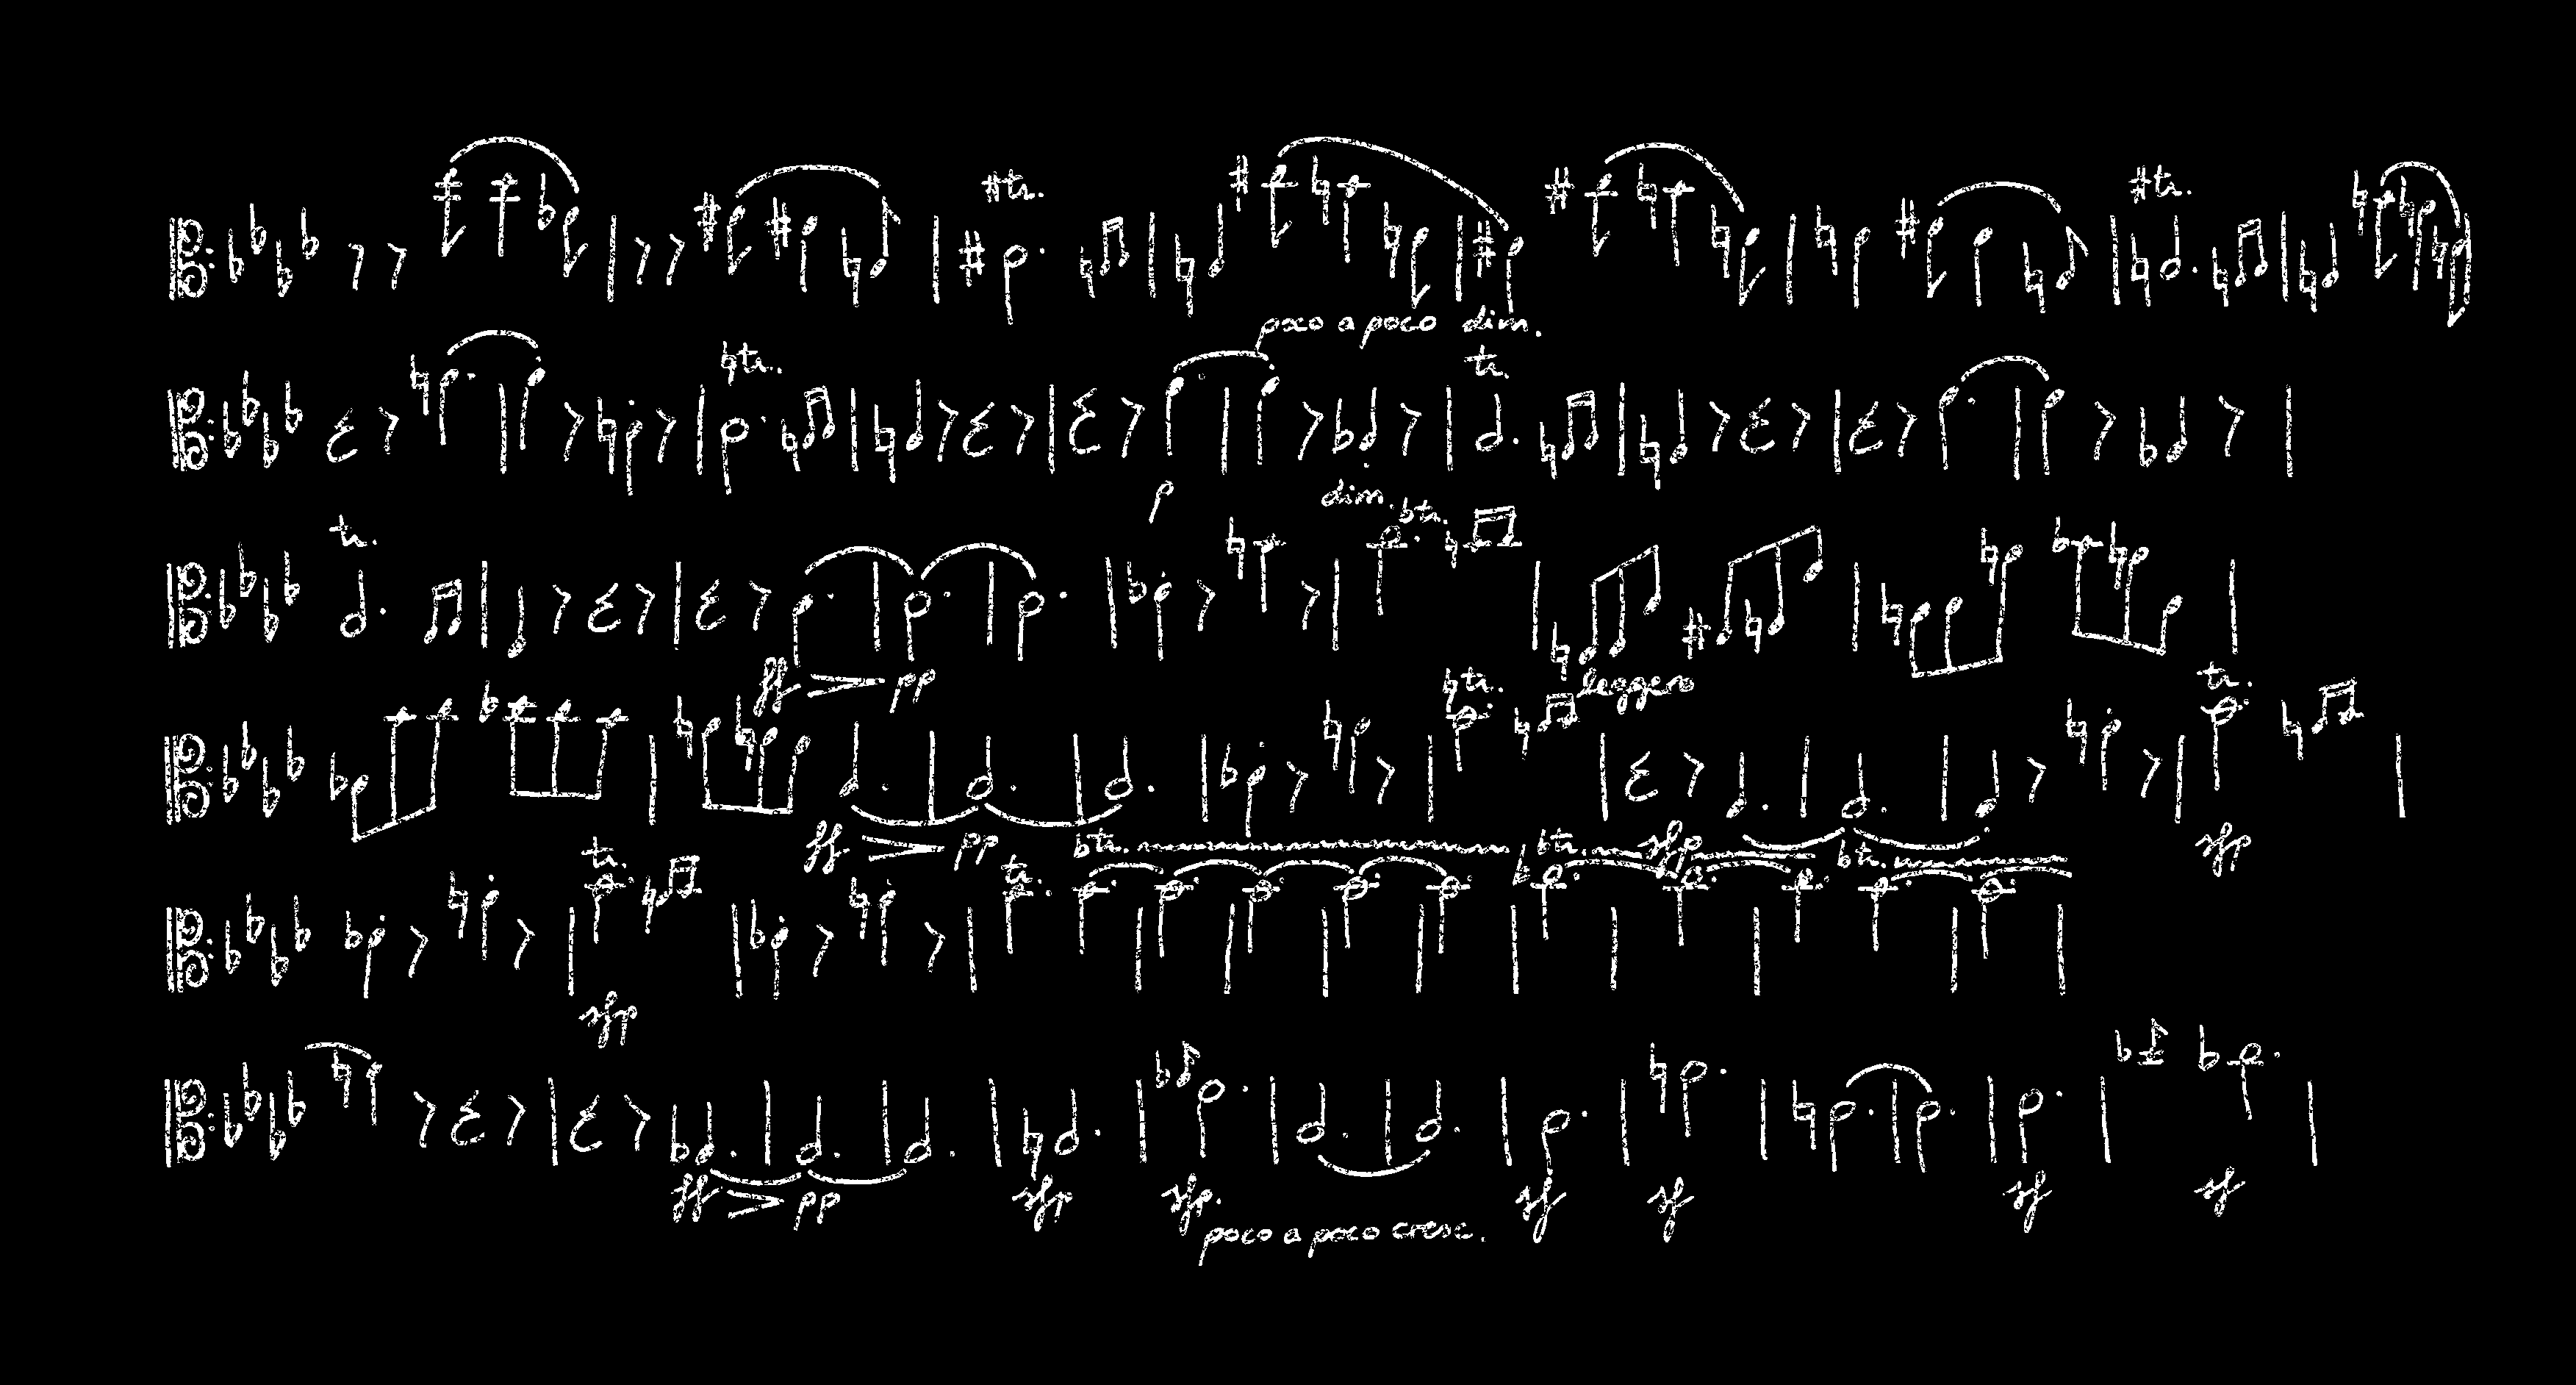 #tr. #tr.
poco a poco dim.
♮tr. tr.
p dim.
tr. ♭tr.
ff pp leggero
♮tr. tr.
ff pp sfp sfp
tr. tr. ♭tr. ♭tr. ♭tr.
sfp
ff pp sfp sfp. sf sf sf sf
poco a poco cresc.